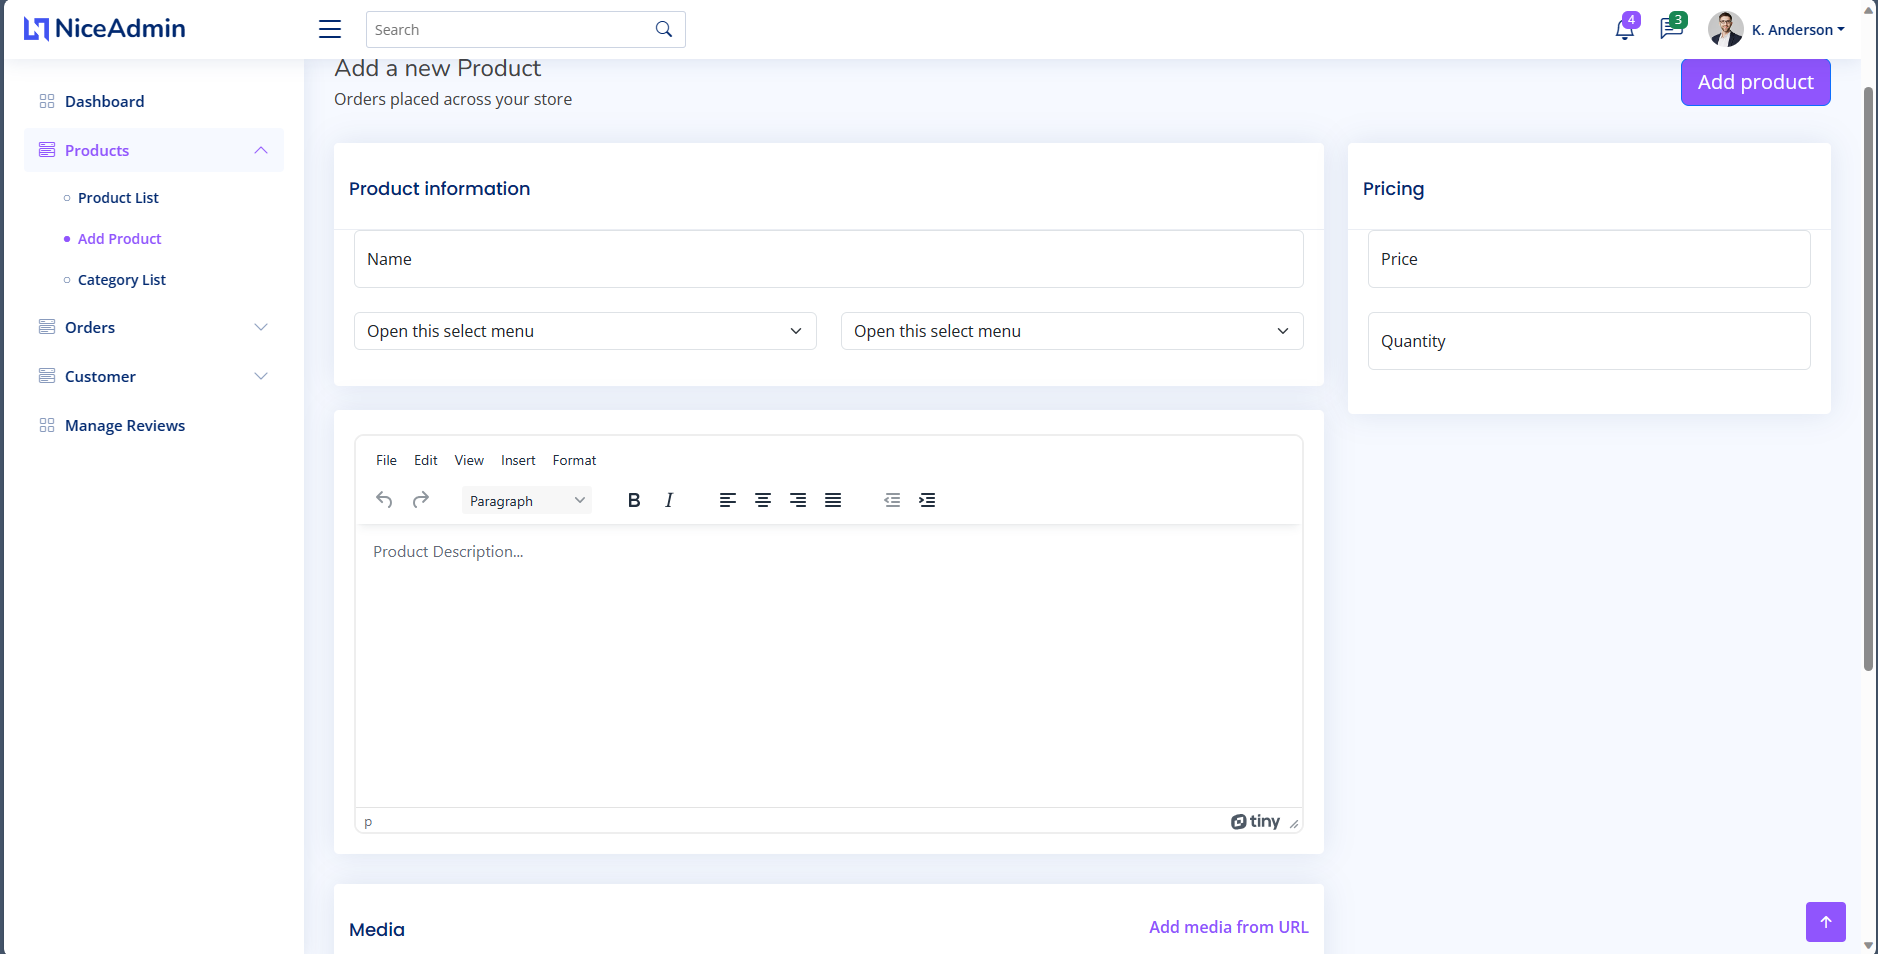 NiceAdmin
Search
4
3
K. Anderson
Dashboard
Products
Product List
Add Product
Category List
Orders
Customer
Manage Reviews
Add a new Product
Orders placed across your store
Add product
Product information
Name
Open this select menu
Open this select menu
Pricing
Price
Quantity
File Edit View Insert Format
Paragraph B I
Product Description...
p
tiny
Media
Add media from URL